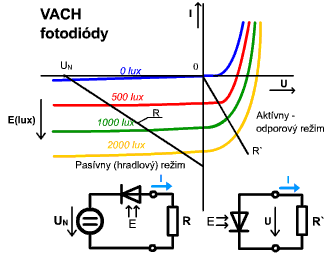 VACH
fotodiódy
I
U_N
0
0 lux
U
500 lux
R
1000 lux
E(lux)
Aktívny -
odporový režim
2000 lux
R`
Pasívny (hradlový) režim
I
U_N
E
R
I
E
U
R`